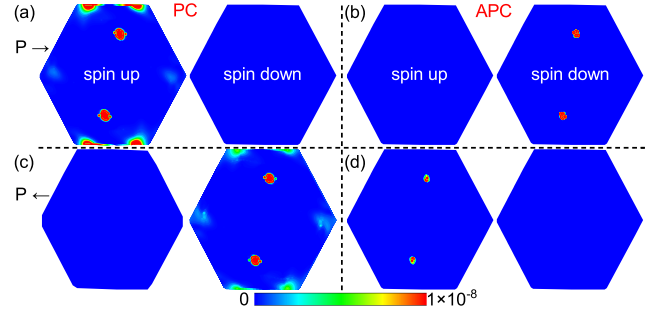 (a) PC (b) APC
P →
spin up spin down spin up spin down
(c) (d)
P ←
0 1×10⁻⁸